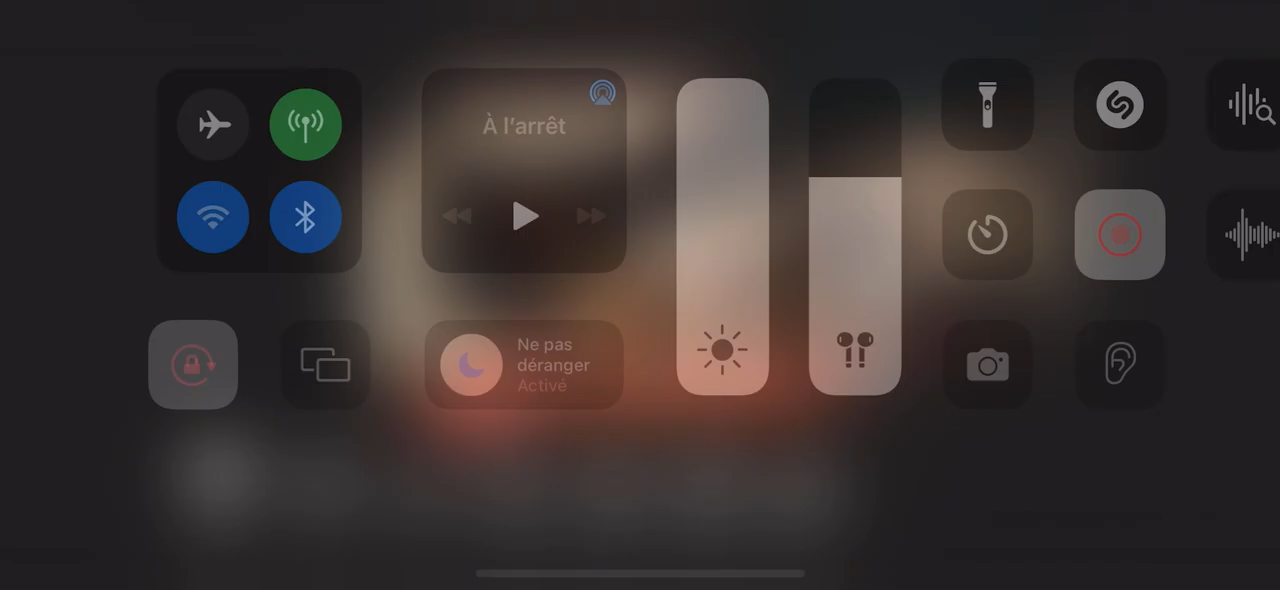 À l’arrêt
Ne pas
déranger
Activé